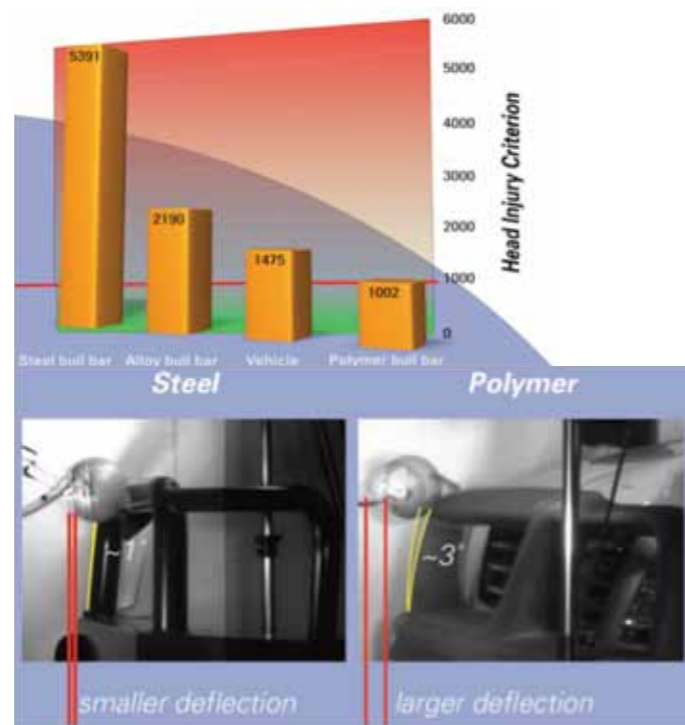 6000
5391
5000
4000
Head Injury Criterion
3000
2190
2000
1475
1002
1000
0
Steel bull bar
Alloy bull bar
Vehicle
Polymer bull bar
Steel
Polymer
~1°
~3°
smaller deflection
larger deflection